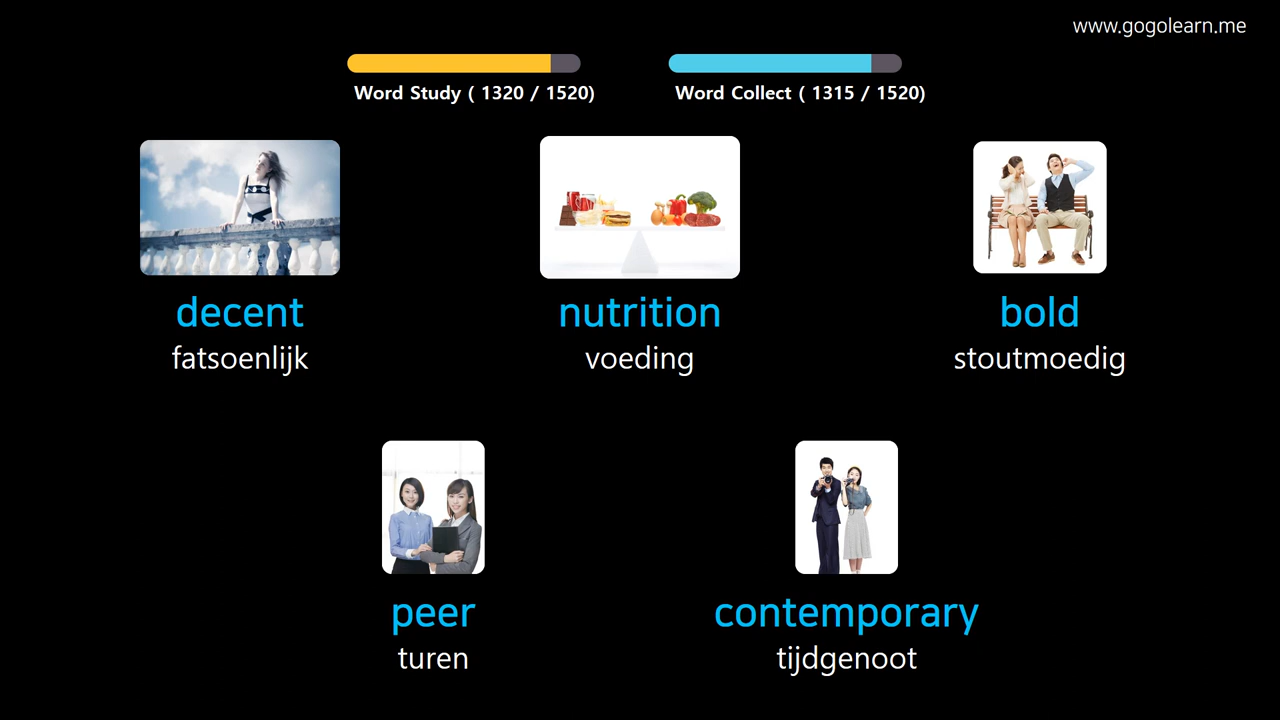 www.gogolearn.me
Word Study ( 1320 / 1520)
Word Collect ( 1315 / 1520)
decent
fatsoenlijk
nutrition
voeding
bold
stoutmoedig
peer
turen
contemporary
tijdgenoot